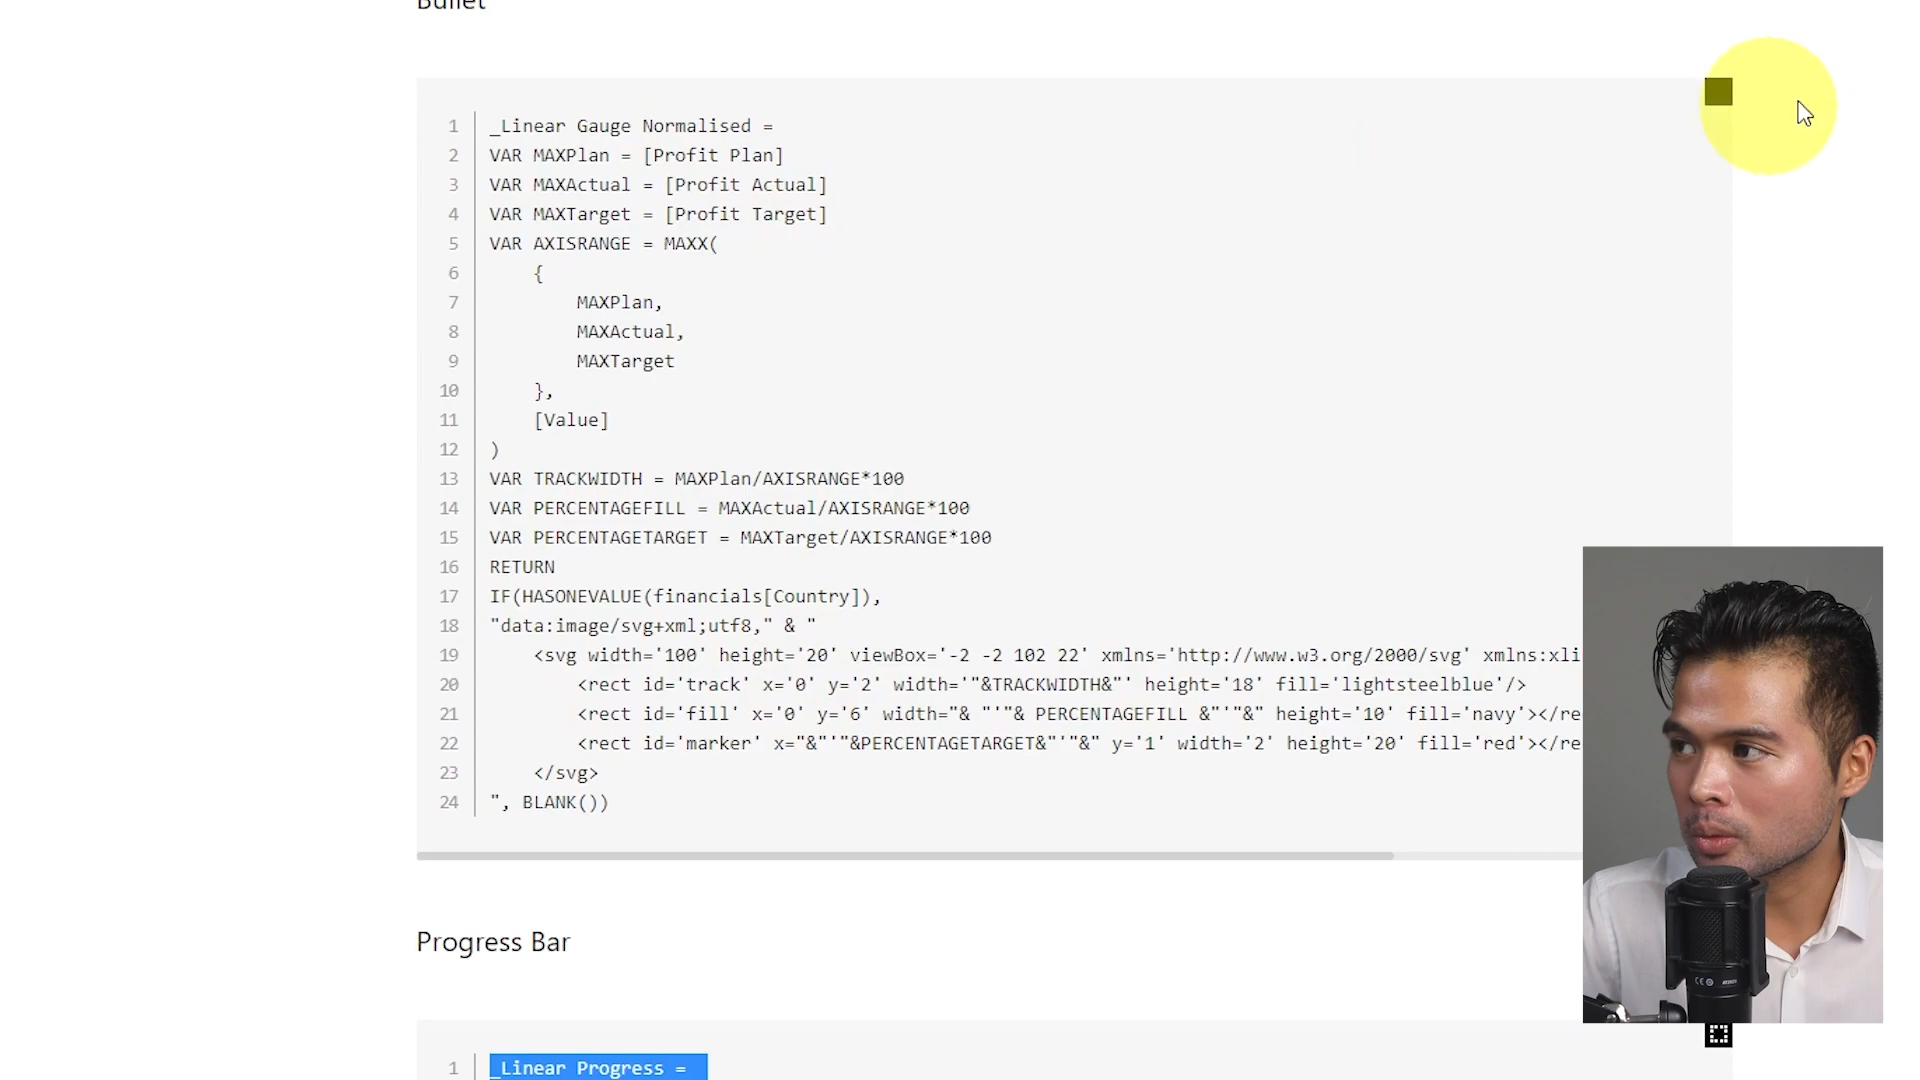 Bullet
1 _Linear Gauge Normalised =
2 VAR MAXPlan = [Profit Plan]
3 VAR MAXActual = [Profit Actual]
4 VAR MAXTarget = [Profit Target]
5 VAR AXISRANGE = MAXX(
6 {
7 MAXPlan,
8 MAXActual,
9 MAXTarget
10 },
11 [Value]
12 )
13 VAR TRACKWIDTH = MAXPlan/AXISRANGE*100
14 VAR PERCENTAGEFILL = MAXActual/AXISRANGE*100
15 VAR PERCENTAGETARGET = MAXTarget/AXISRANGE*100
16 RETURN
17 IF(HASONEVALUE(financials[Country]),
18 "data:image/svg+xml;utf8," & "
19 <svg width='100' height='20' viewBox='-2 -2 102 22' xmlns='http://www.w3.org/2000/svg' xmlns:xli
20 <rect id='track' x='0' y='2' width='"&TRACKWIDTH&"' height='18' fill='lightsteelblue'/>
21 <rect id='fill' x='0' y='6' width="& "'"& PERCENTAGEFILL &"'"&" height='10' fill='navy'></re
22 <rect id='marker' x="&"'"&PERCENTAGETARGET&"'"&" y='1' width='2' height='20' fill='red'></re
23 </svg>
24 ", BLANK())
Progress Bar
1 _Linear Progress =